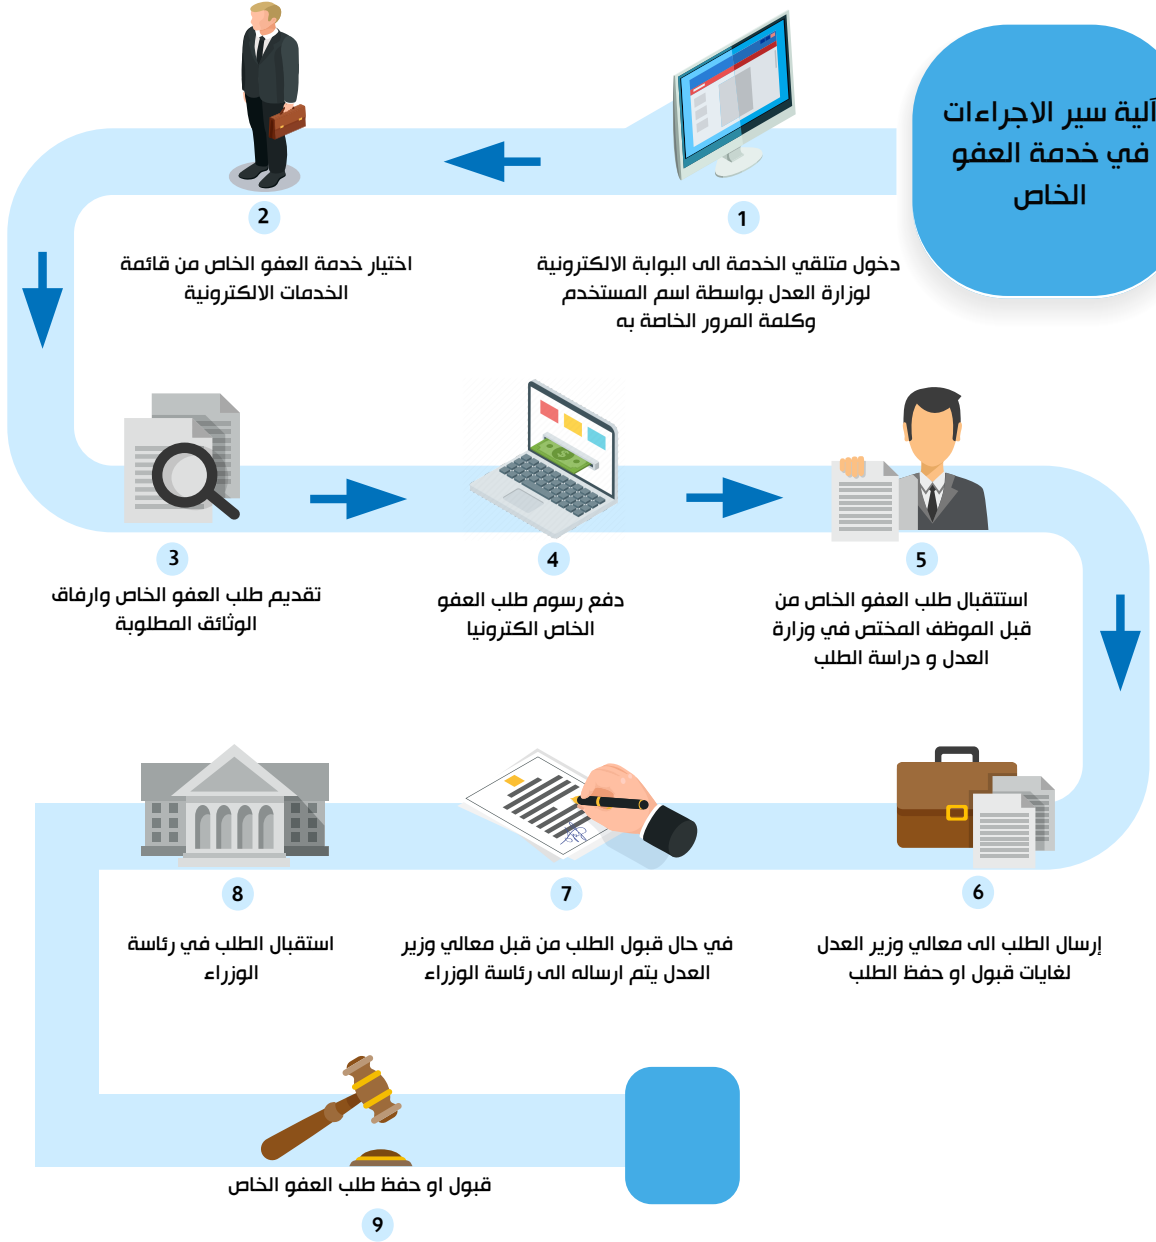 آلية سير الاجراءات
في خدمة العفو
الخاص
1
دخول متلقي الخدمة الى البوابة الالكترونية
لوزارة العدل بواسطة اسم المستخدم
وكلمة المرور الخاصة به
2
اختيار خدمة العفو الخاص من قائمة
الخدمات الالكترونية
3
تقديم طلب العفو الخاص وارفاق
الوثائق المطلوبة
4
دفع رسوم طلب العفو
الخاص الكترونيا
5
استتقبال طلب العفو الخاص من
قبل الموظف المختص في وزارة
العدل و دراسة الطلب
6
إرسال الطلب الى معالي وزير العدل
لغايات قبول او حفظ الطلب
7
في حال قبول الطلب من قبل معالي وزير
العدل يتم ارساله الى رئاسة الوزراء
8
استقبال الطلب في رئاسة
الوزراء
قبول او حفظ طلب العفو الخاص
9